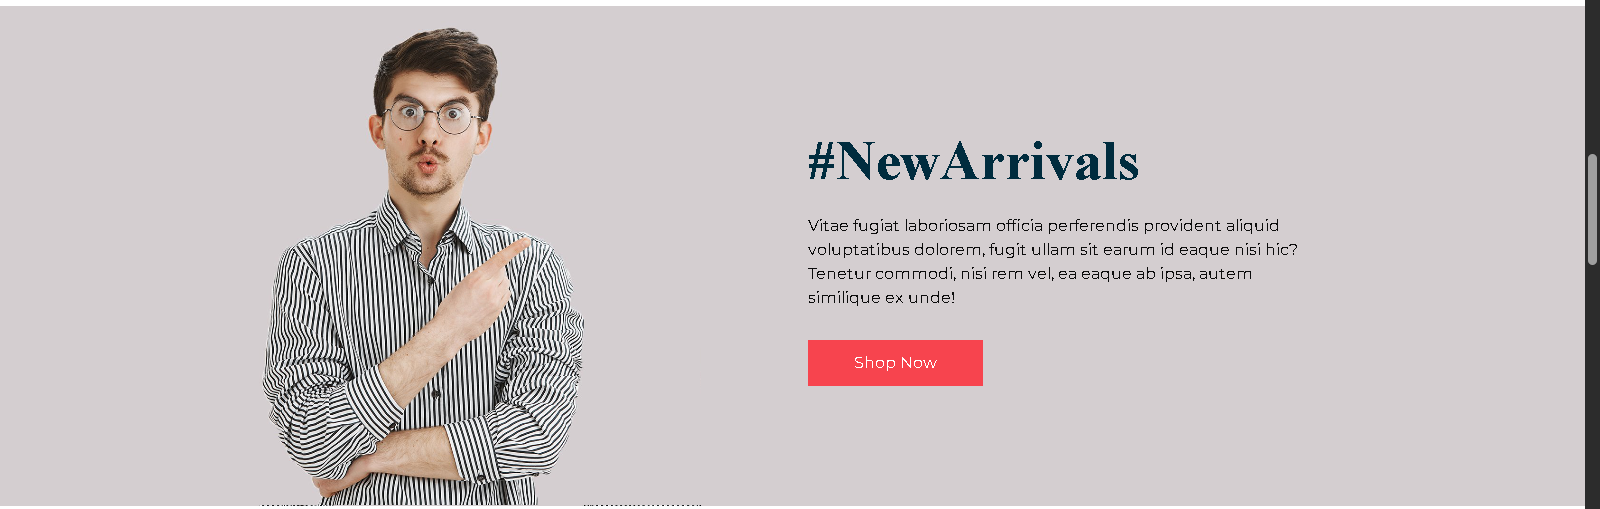 #NewArrivals
Vitae fugiat laboriosam officia perferendis provident aliquid
voluptatibus dolorem, fugit ullam sit earum id eaque nisi hic?
Tenetur commodi, nisi rem vel, ea eaque ab ipsa, autem
similique ex unde!
Shop Now